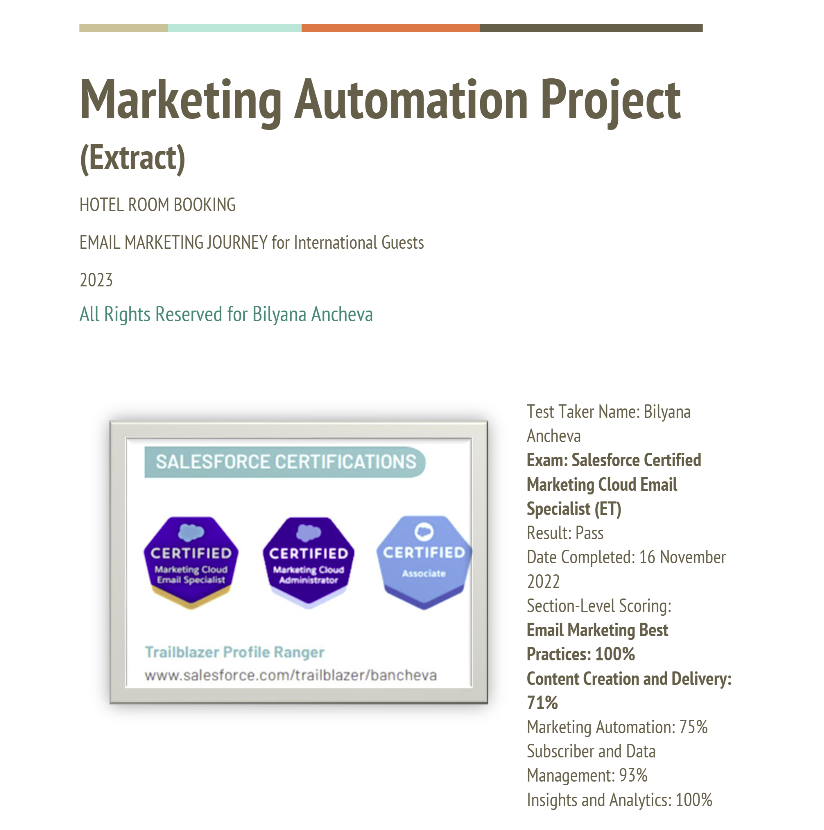 Marketing Automation Project
(Extract)
HOTEL ROOM BOOKING
EMAIL MARKETING JOURNEY for International Guests
2023
All Rights Reserved for Bilyana Ancheva
SALESFORCE CERTIFICATIONS
CERTIFIED
Marketing Cloud
Email Specialist
CERTIFIED
Marketing Cloud
Administrator
CERTIFIED
Associate
Trailblazer Profile Ranger
www.salesforce.com/trailblazer/bancheva
Test Taker Name: Bilyana
Ancheva
Exam: Salesforce Certified
Marketing Cloud Email
Specialist (ET)
Result: Pass
Date Completed: 16 November
2022
Section-Level Scoring:
Email Marketing Best
Practices: 100%
Content Creation and Delivery:
71%
Marketing Automation: 75%
Subscriber and Data
Management: 93%
Insights and Analytics: 100%